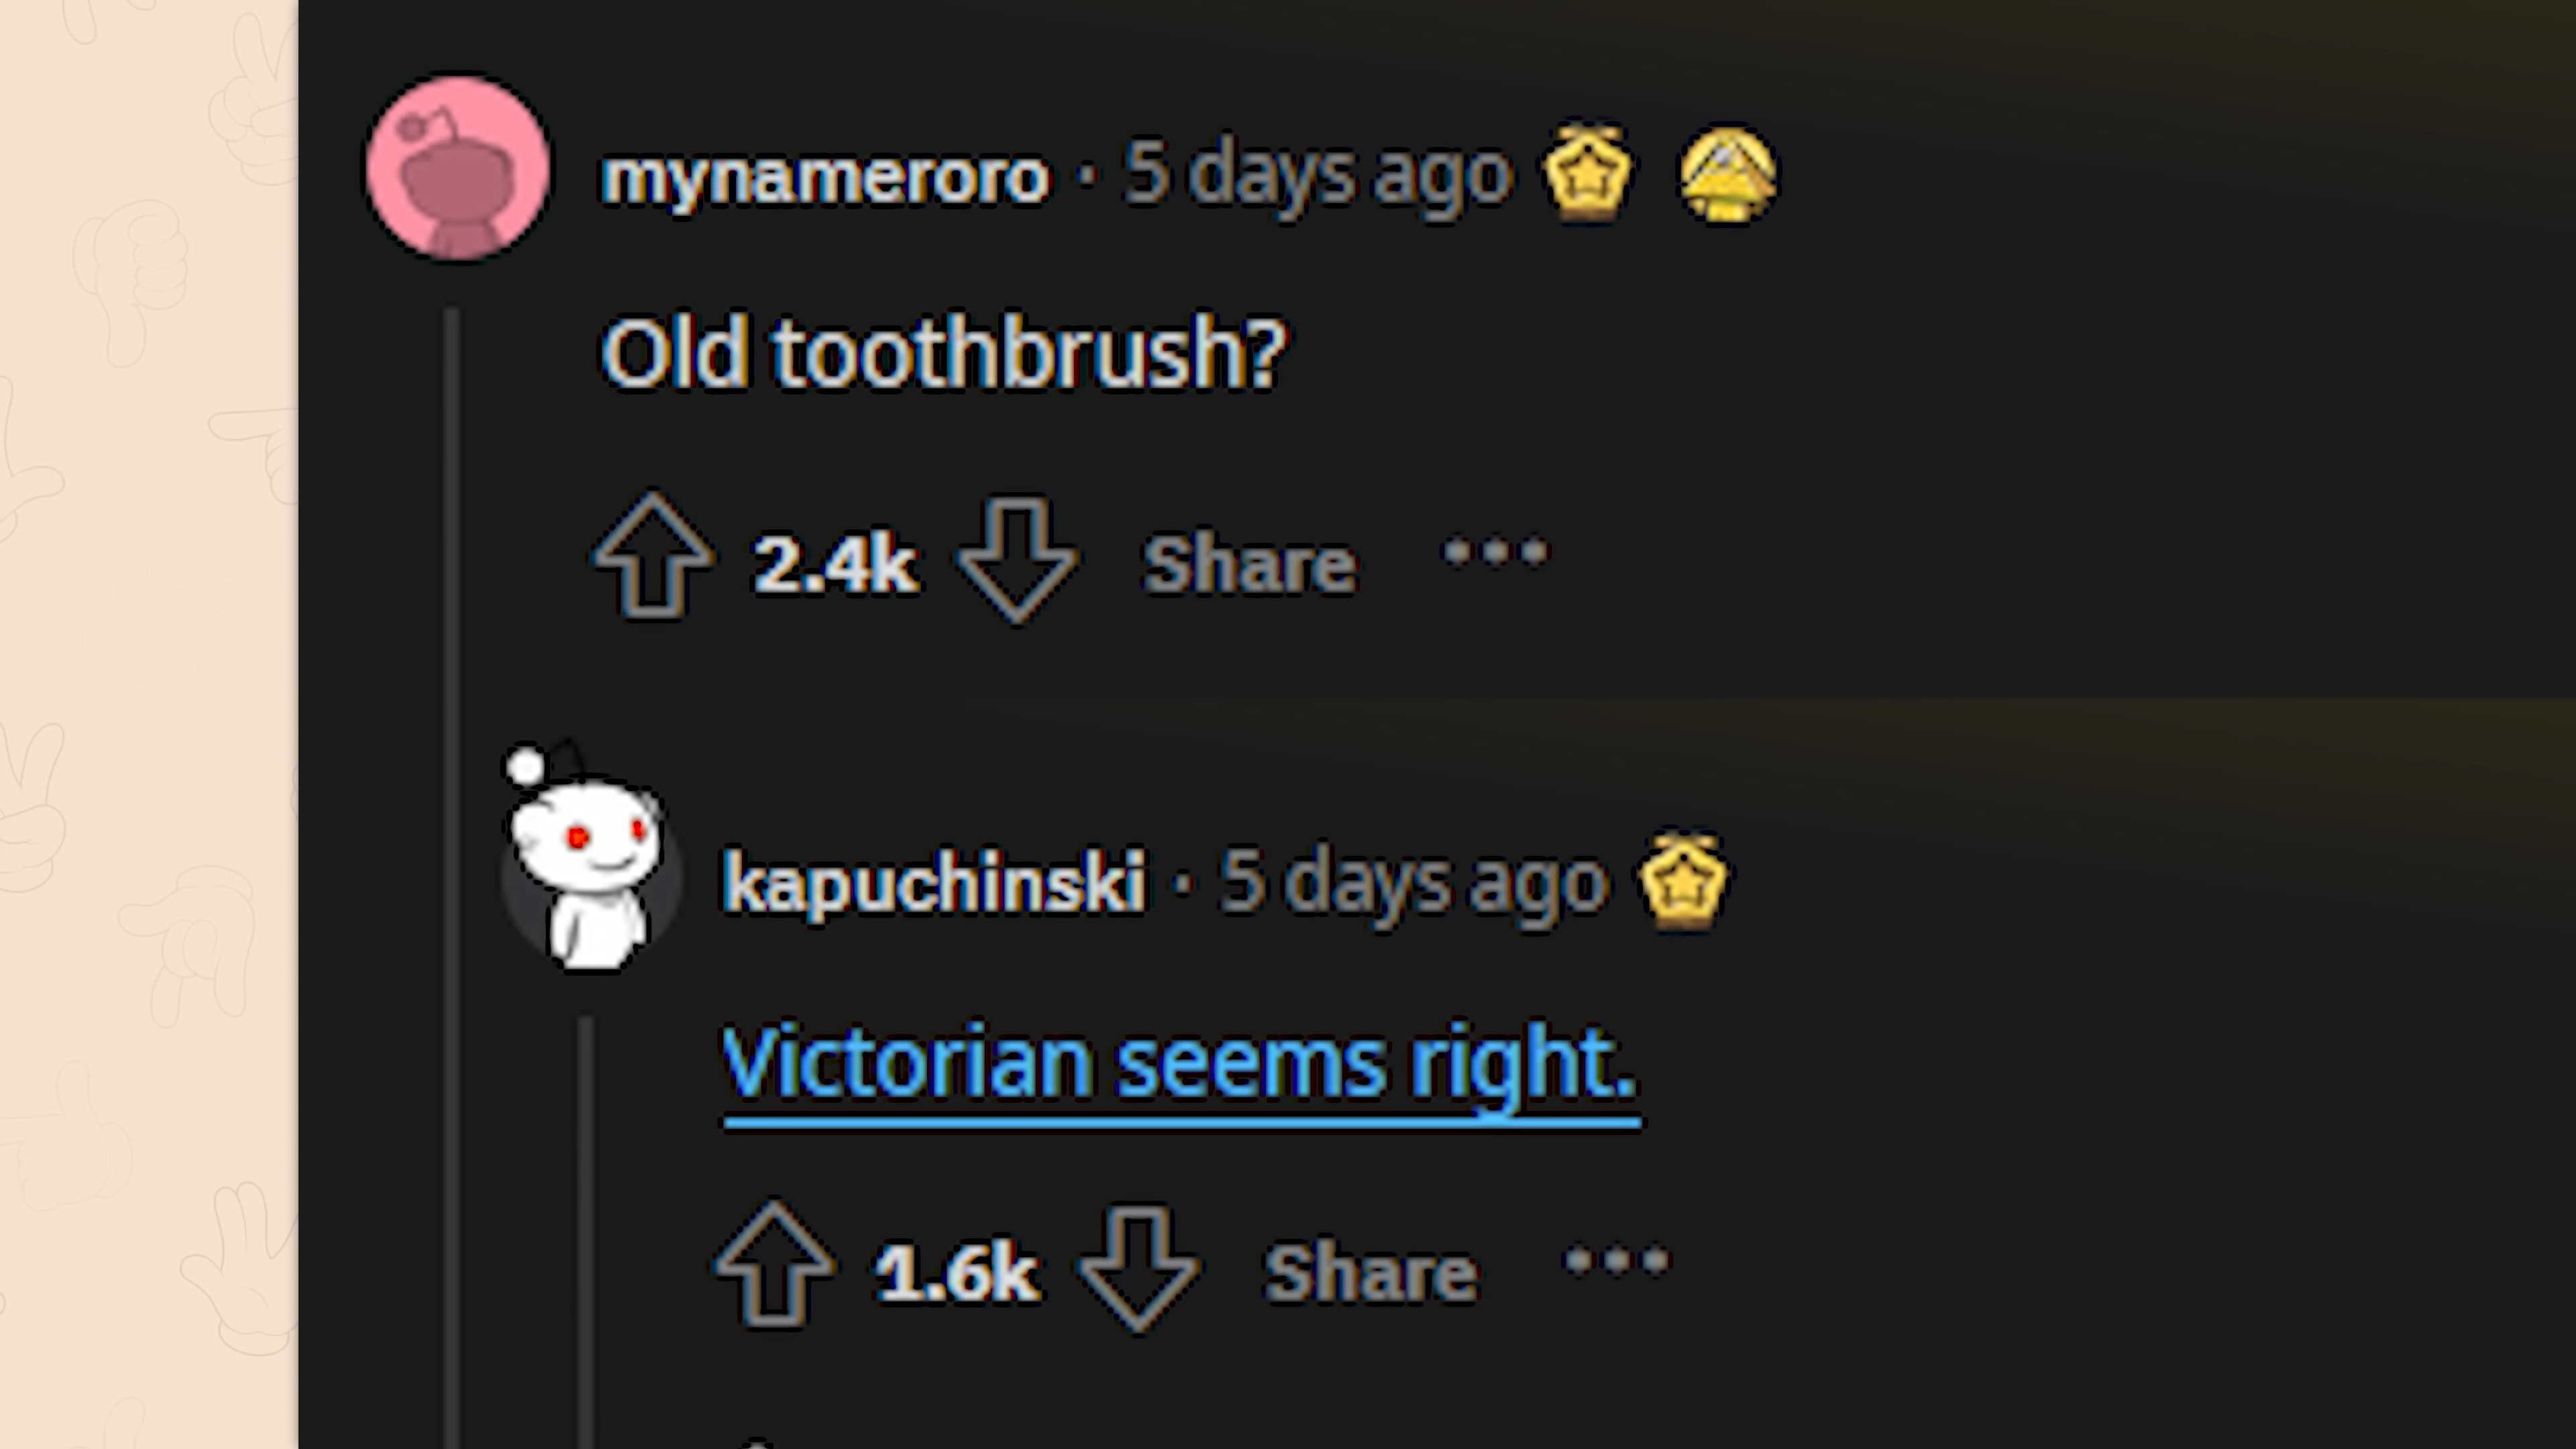 mynameroro · 5 days ago
Old toothbrush?
2.4k Share •••
kapuchinski · 5 days ago
Victorian seems right.
1.6k Share •••